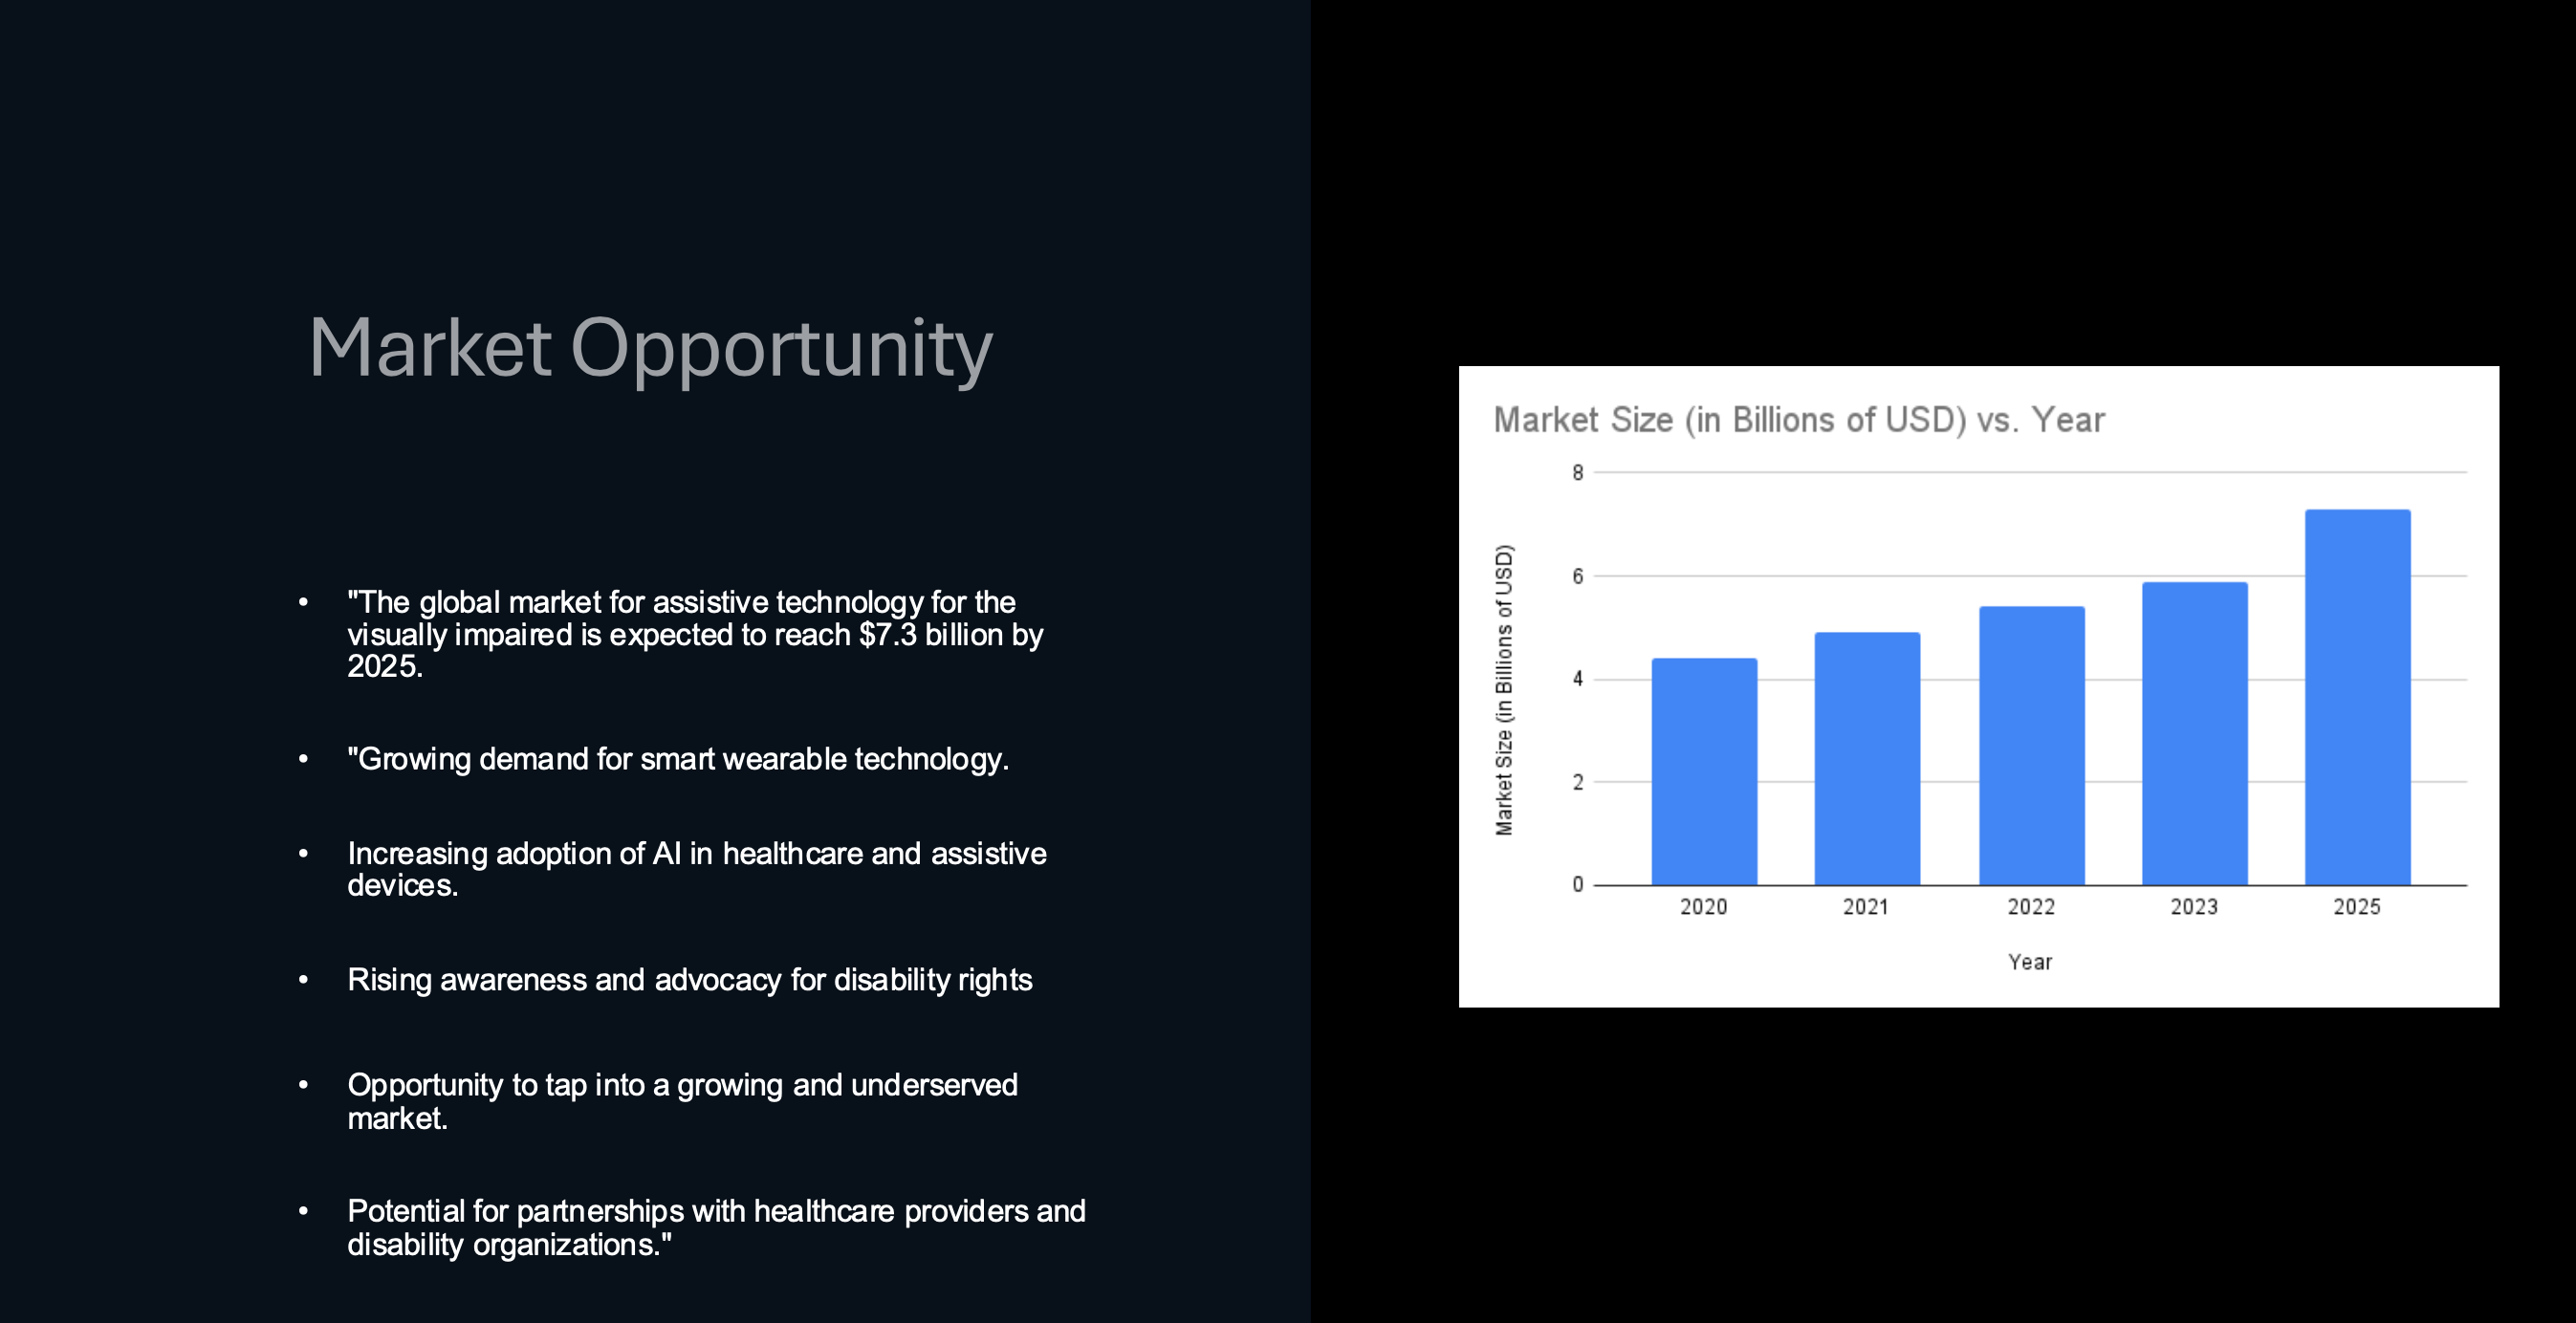 Market Opportunity
• "The global market for assistive technology for the
visually impaired is expected to reach $7.3 billion by
2025.
• "Growing demand for smart wearable technology.
• Increasing adoption of AI in healthcare and assistive
devices.
• Rising awareness and advocacy for disability rights
• Opportunity to tap into a growing and underserved
market.
• Potential for partnerships with healthcare providers and
disability organizations."
Market Size (in Billions of USD) vs. Year
Market Size (in Billions of USD)
8
6
4
2
0
2020 2021 2022 2023 2025
Year